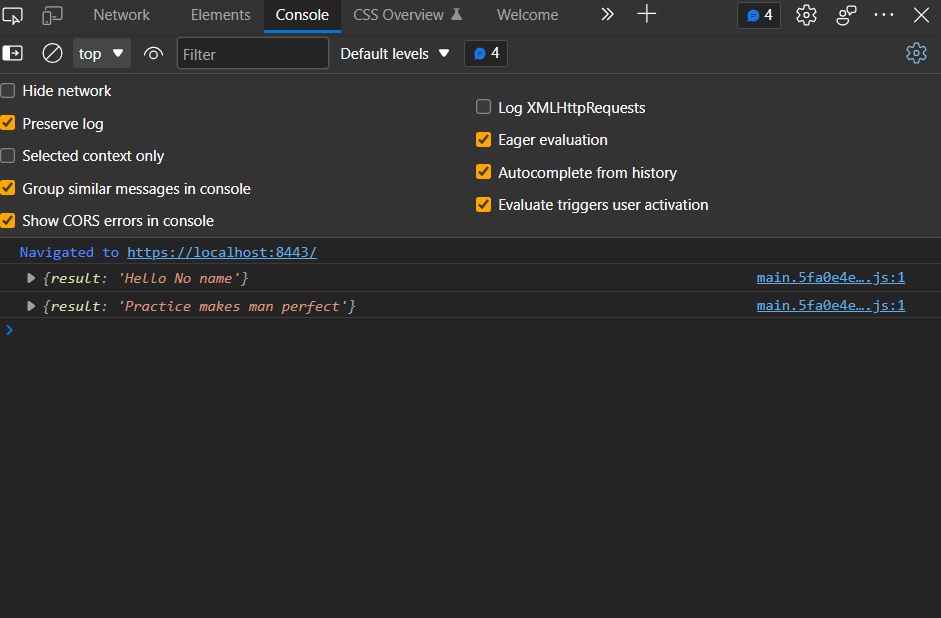 Network Elements Console CSS Overview Welcome 4
top Filter Default levels 4
Hide network
Preserve log
Selected context only
Group similar messages in console
Show CORS errors in console
Log XMLHttpRequests
Eager evaluation
Autocomplete from history
Evaluate triggers user activation
Navigated to https://localhost:8443/
{result: 'Hello No name'} main.5fa0e4e….js:1
{result: 'Practice makes man perfect'} main.5fa0e4e….js:1